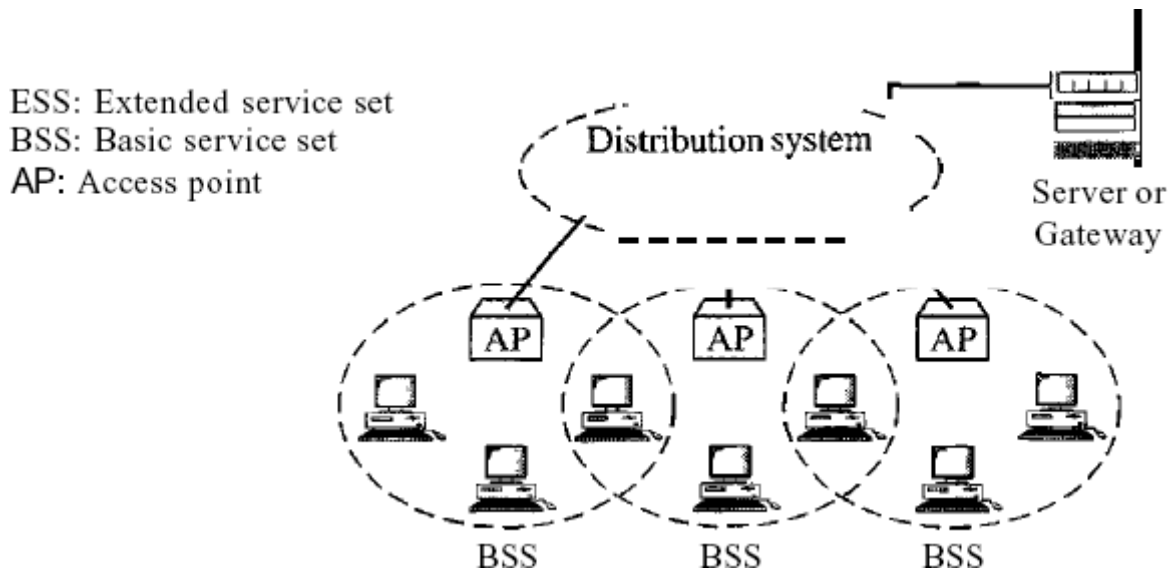 ESS: Extended service set
BSS: Basic service set
AP: Access point
Distribution system
Server or
Gateway
AP AP AP
BSS BSS BSS